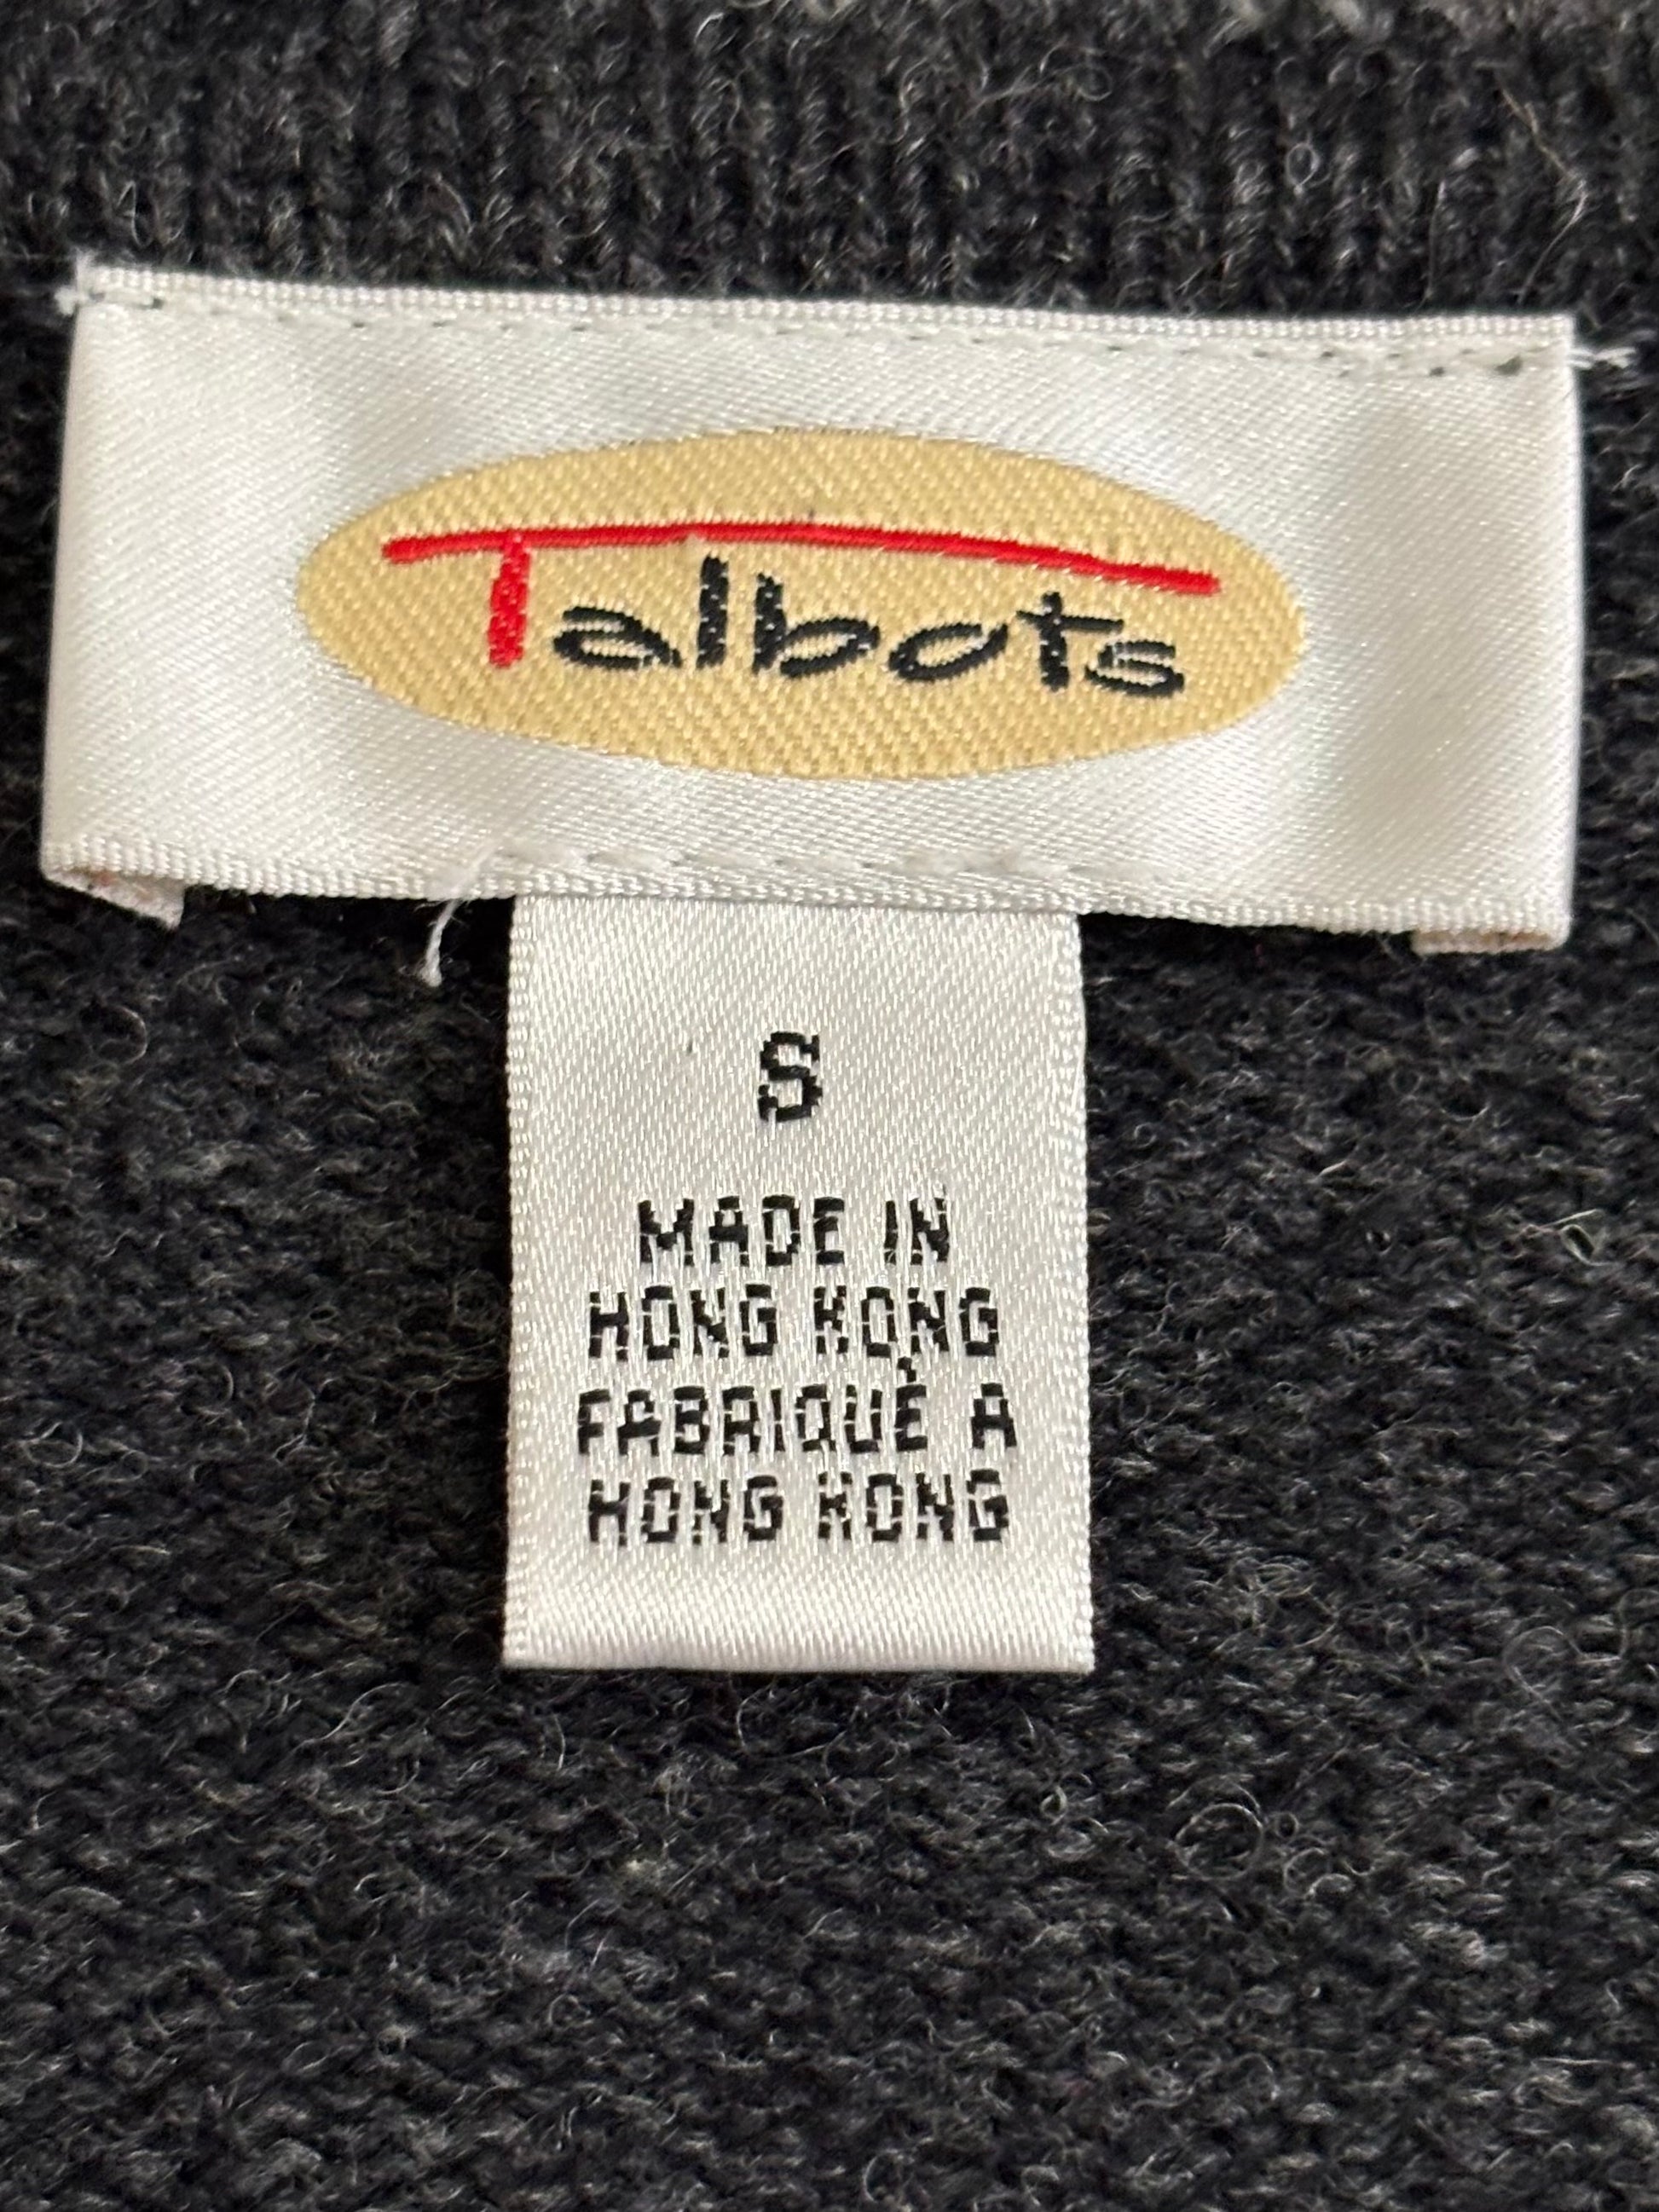 Talbots
S
MADE IN
HONG KONG
FABRIQUÉ A
HONG KONG